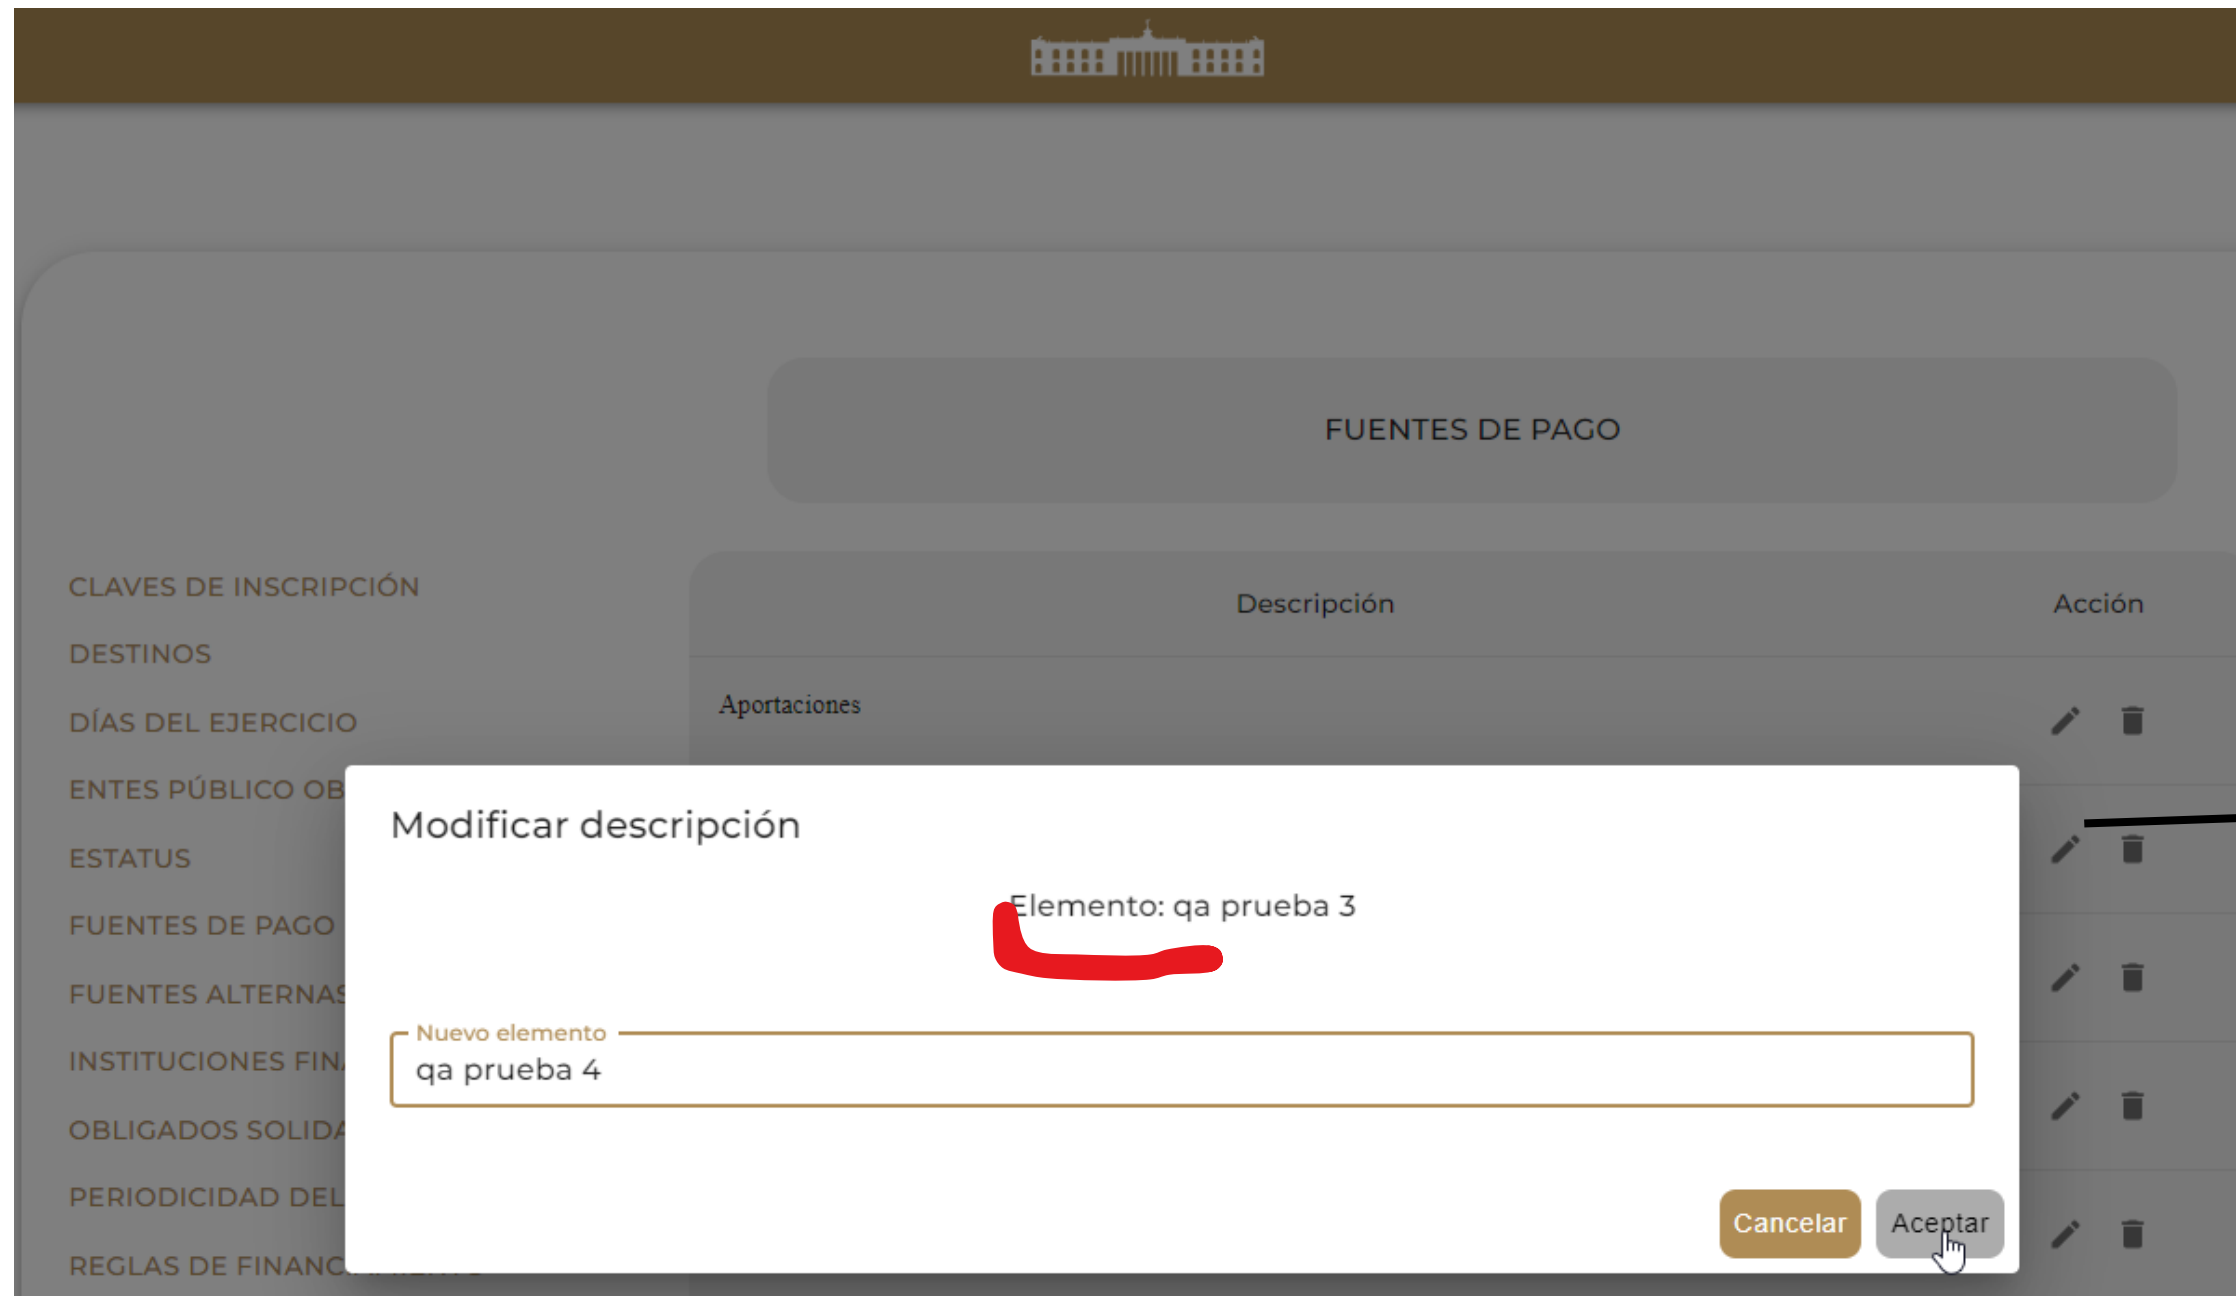 FUENTES DE PAGO
CLAVES DE INSCRIPCIÓN
DESTINOS
DÍAS DEL EJERCICIO
ENTES PÚBLICO OB
ESTATUS
FUENTES DE PAGO
FUENTES ALTERNAS
INSTITUCIONES FIN
OBLIGADOS SOLIDA
PERIODICIDAD DEL
REGLAS DE FINANC
Descripción Acción
Aportaciones
Modificar descripción
Elemento: qa prueba 3
Nuevo elemento
qa prueba 4
Cancelar Aceptar